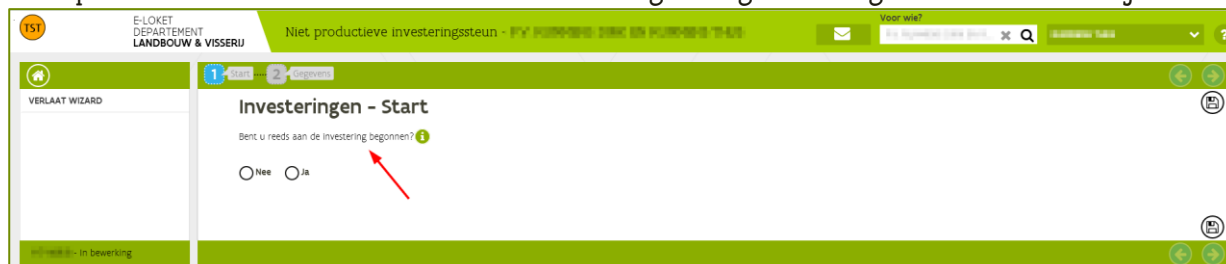 TST
E-LOKET
DEPARTEMENT
LANDBOUW & VISSERIJ
Niet productieve investeringssteun -
Voor wie?
VERLAAT WIZARD
1 Start 2 Gegevens
Investeringen - Start
Bent u reeds aan de investering begonnen?
Nee Ja
- In bewerking